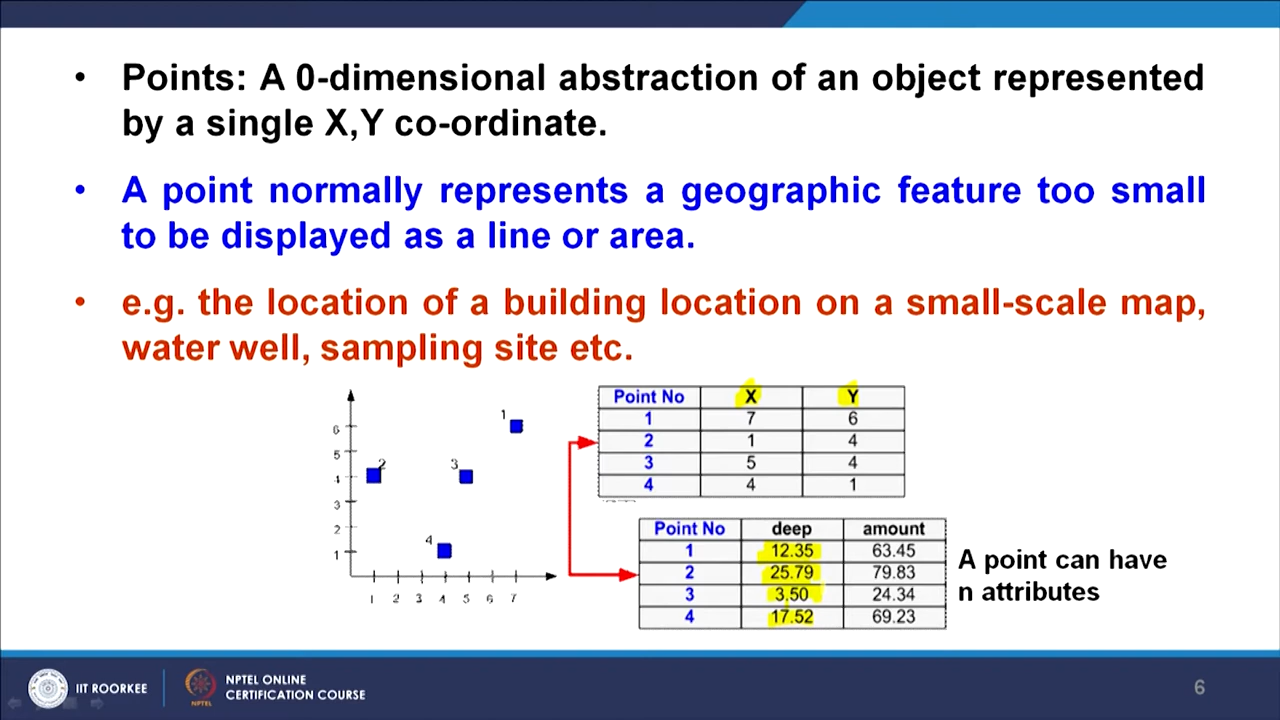 • Points: A 0-dimensional abstraction of an object represented
by a single X,Y co-ordinate.
• A point normally represents a geographic feature too small
to be displayed as a line or area.
• e.g. the location of a building location on a small-scale map,
water well, sampling site etc.
6
5
4
3
2
1
1 2 3 4 5 6 7
1
2
3
4
Point No X Y
1 7 6
2 1 4
3 5 4
4 4 1
Point No deep amount
1 12.35 63.45
2 25.79 79.83
3 3.50 24.34
4 17.52 69.23
A point can have
n attributes
IIT ROORKEE
NPTEL
NPTEL ONLINE
CERTIFICATION COURSE
6